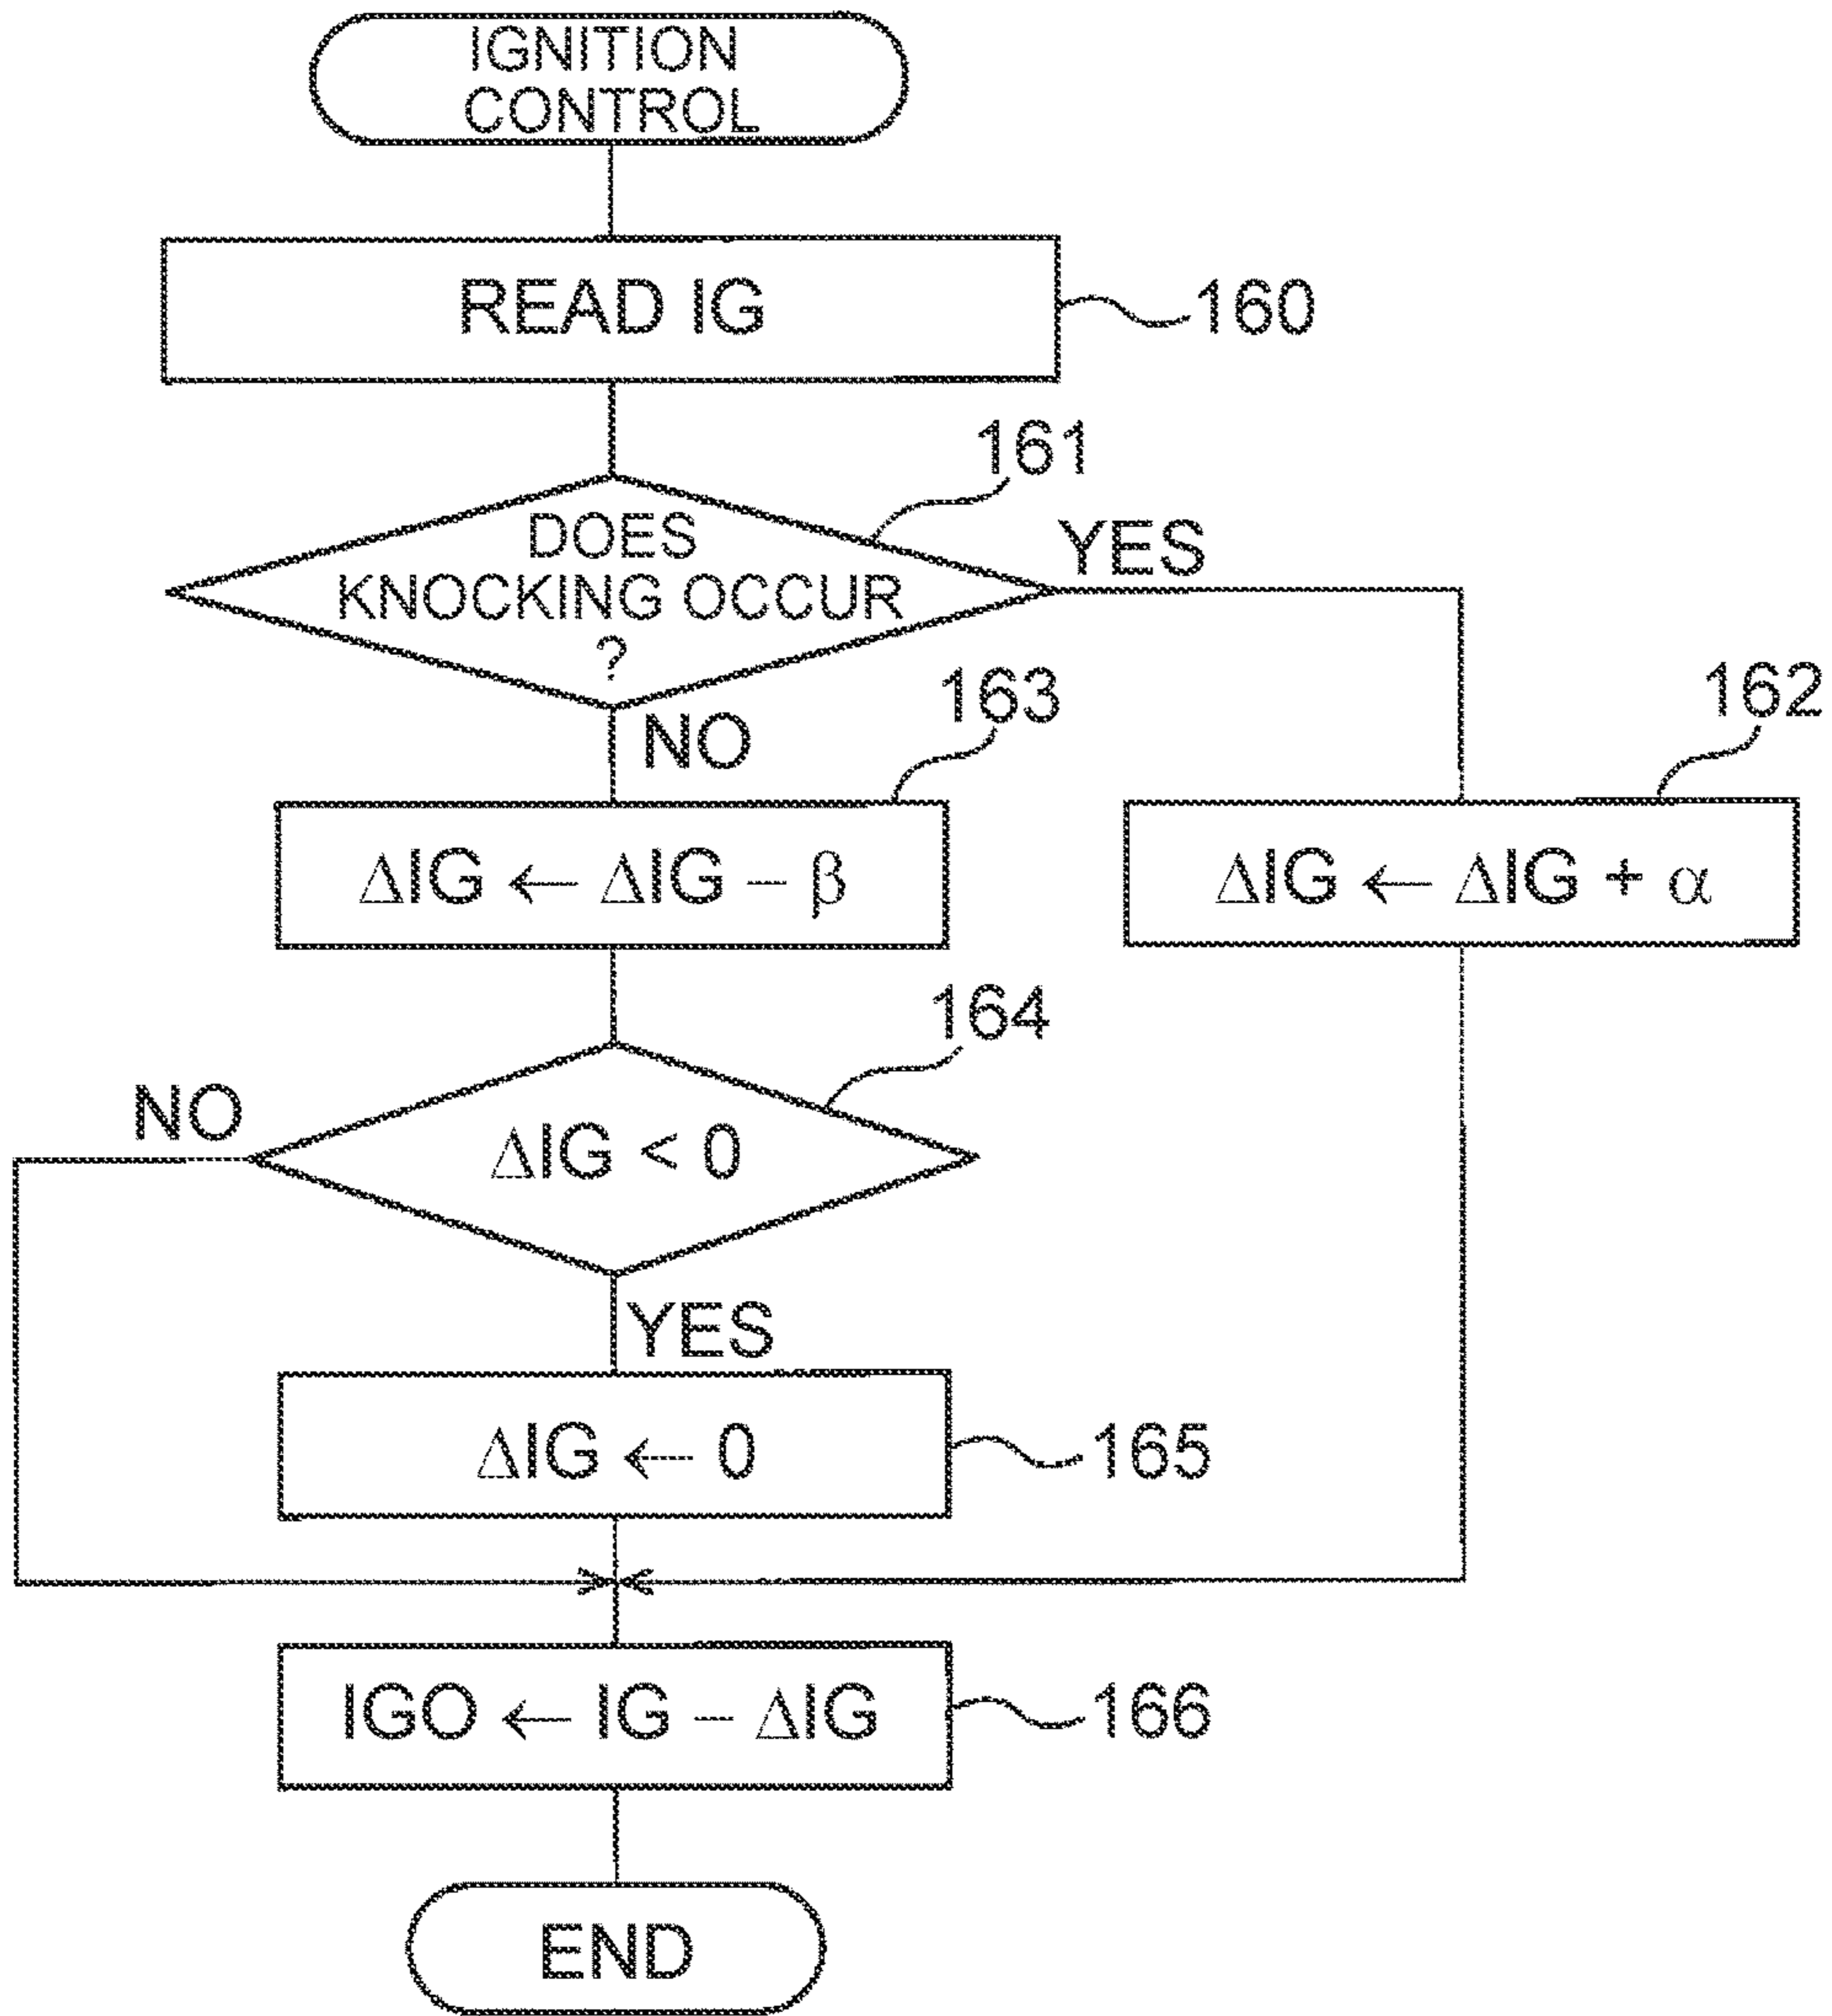 IGNITION
CONTROL
READ IG
160
161
DOES
KNOCKING OCCUR
?
YES
NO
163
162
ΔIG ← ΔIG – β
ΔIG ← ΔIG + α
164
NO
ΔIG < 0
YES
ΔIG ← 0
165
IGO ← IG – ΔIG
166
END